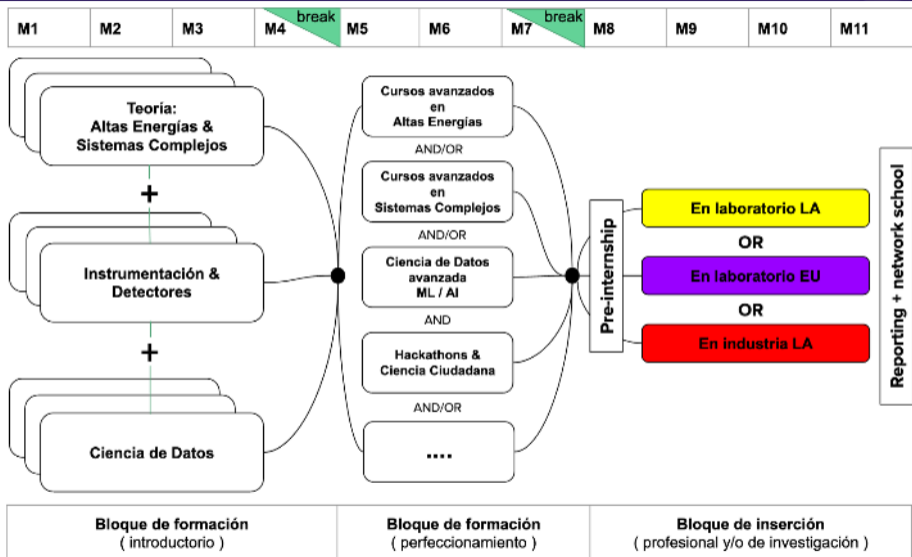 M1 M2 M3 M4 break M5 M6 M7 break M8 M9 M10 M11
Teoría:
Altas Energías &
Sistemas Complejos
+
Instrumentación &
Detectores
+
Ciencia de Datos
Cursos avanzados
en
Altas Energías
AND/OR
Cursos avanzados
en
Sistemas Complejos
AND/OR
Ciencia de Datos
avanzada
ML / AI
AND
Hackathons &
Ciencia Ciudadana
AND/OR
....
Pre-internship
En laboratorio LA
OR
En laboratorio EU
OR
En industria LA
Reporting + network school
Bloque de formación
( introductorio )
Bloque de formación
( perfeccionamiento )
Bloque de inserción
( profesional y/o de investigación )